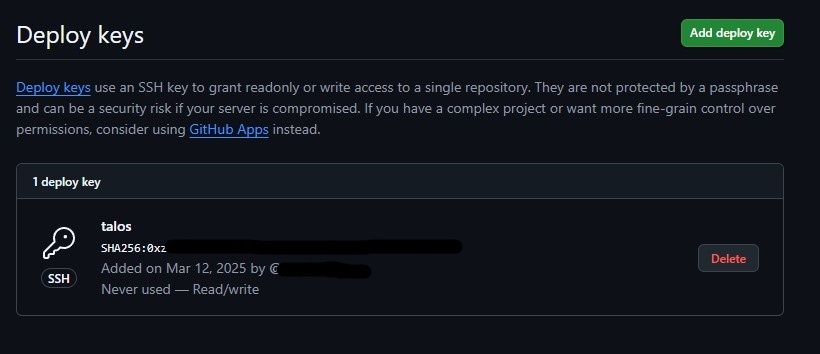 Deploy keys
Add deploy key
Deploy keys use an SSH key to grant readonly or write access to a single repository. They are not protected by a passphrase
and can be a security risk if your server is compromised. If you have a complex project or want more fine-grain control over
permissions, consider using GitHub Apps instead.
1 deploy key
talos
SHA256:0xz
Added on Mar 12, 2025 by @
Never used — Read/write
SSH
Delete